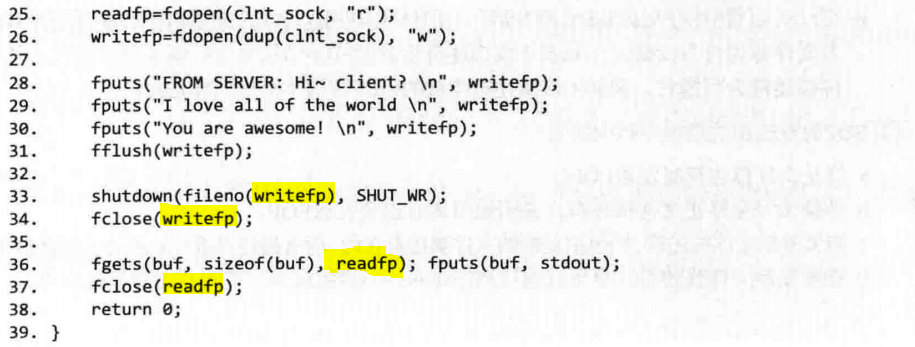 25. readfp=fdopen(clnt_sock, "r");
26. writefp=fdopen(dup(clnt_sock), "w");
27.
28. fputs("FROM SERVER: Hi~ client? \n", writefp);
29. fputs("I love all of the world \n", writefp);
30. fputs("You are awesome! \n", writefp);
31. fflush(writefp);
32.
33. shutdown(fileno(writefp), SHUT_WR);
34. fclose(writefp);
35.
36. fgets(buf, sizeof(buf), readfp); fputs(buf, stdout);
37. fclose(readfp);
38. return 0;
39. }